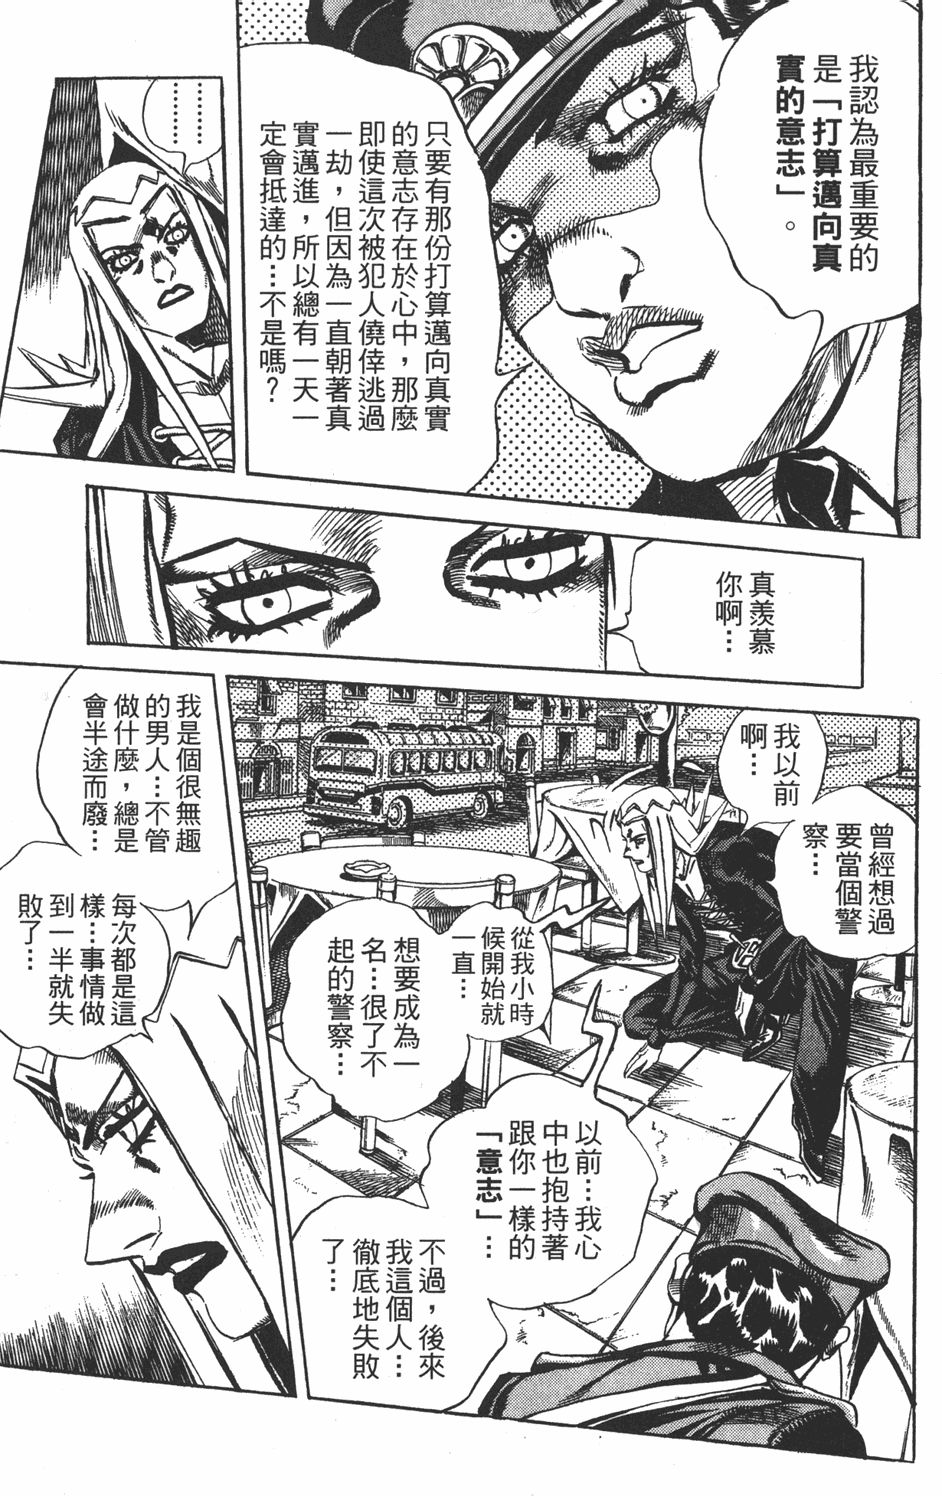 我認為最重要的
是「打算邁向真
實的意志」。
只要有那份打算邁向真實
的意志存在於心中，那麼
即使這次被犯人僥倖逃過
一劫，但因為一直朝著真
實邁進，所以總有一天一
定會抵達的…不是嗎？
………
………
真羨慕
你啊…
我以前
啊…
曾經想過
要當個警
察…
從我小時
候開始就
一直…
想要成為一
名…很了不
起的警察…
以前…我心
中也抱持著
跟你一樣的
「意志」…
不過，後來
我這個人…
徹底地失敗
了…
我是個很無趣
的男人…不管
做什麼，總是
會半途而廢…
每次都是這
樣…事情做
到一半就失
敗了…